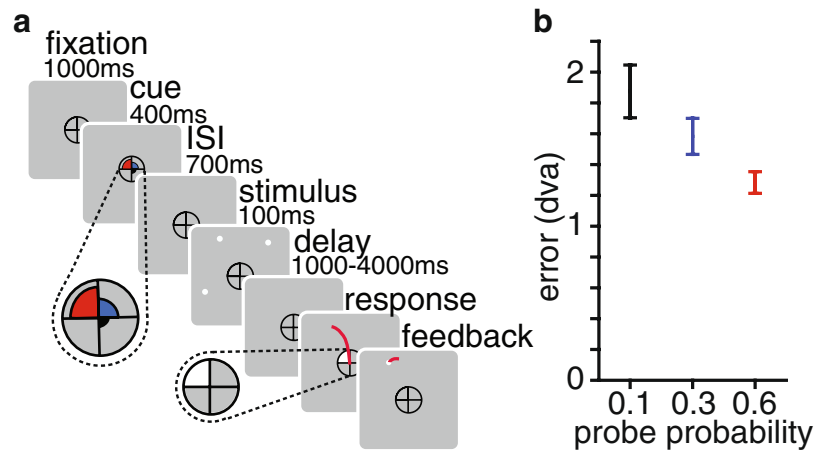 a
fixation
1000ms
cue
400ms
ISI
700ms
stimulus
100ms
delay
1000-4000ms
response
feedback
b
error (dva)
2
1
0
0.1 0.3 0.6
probe probability